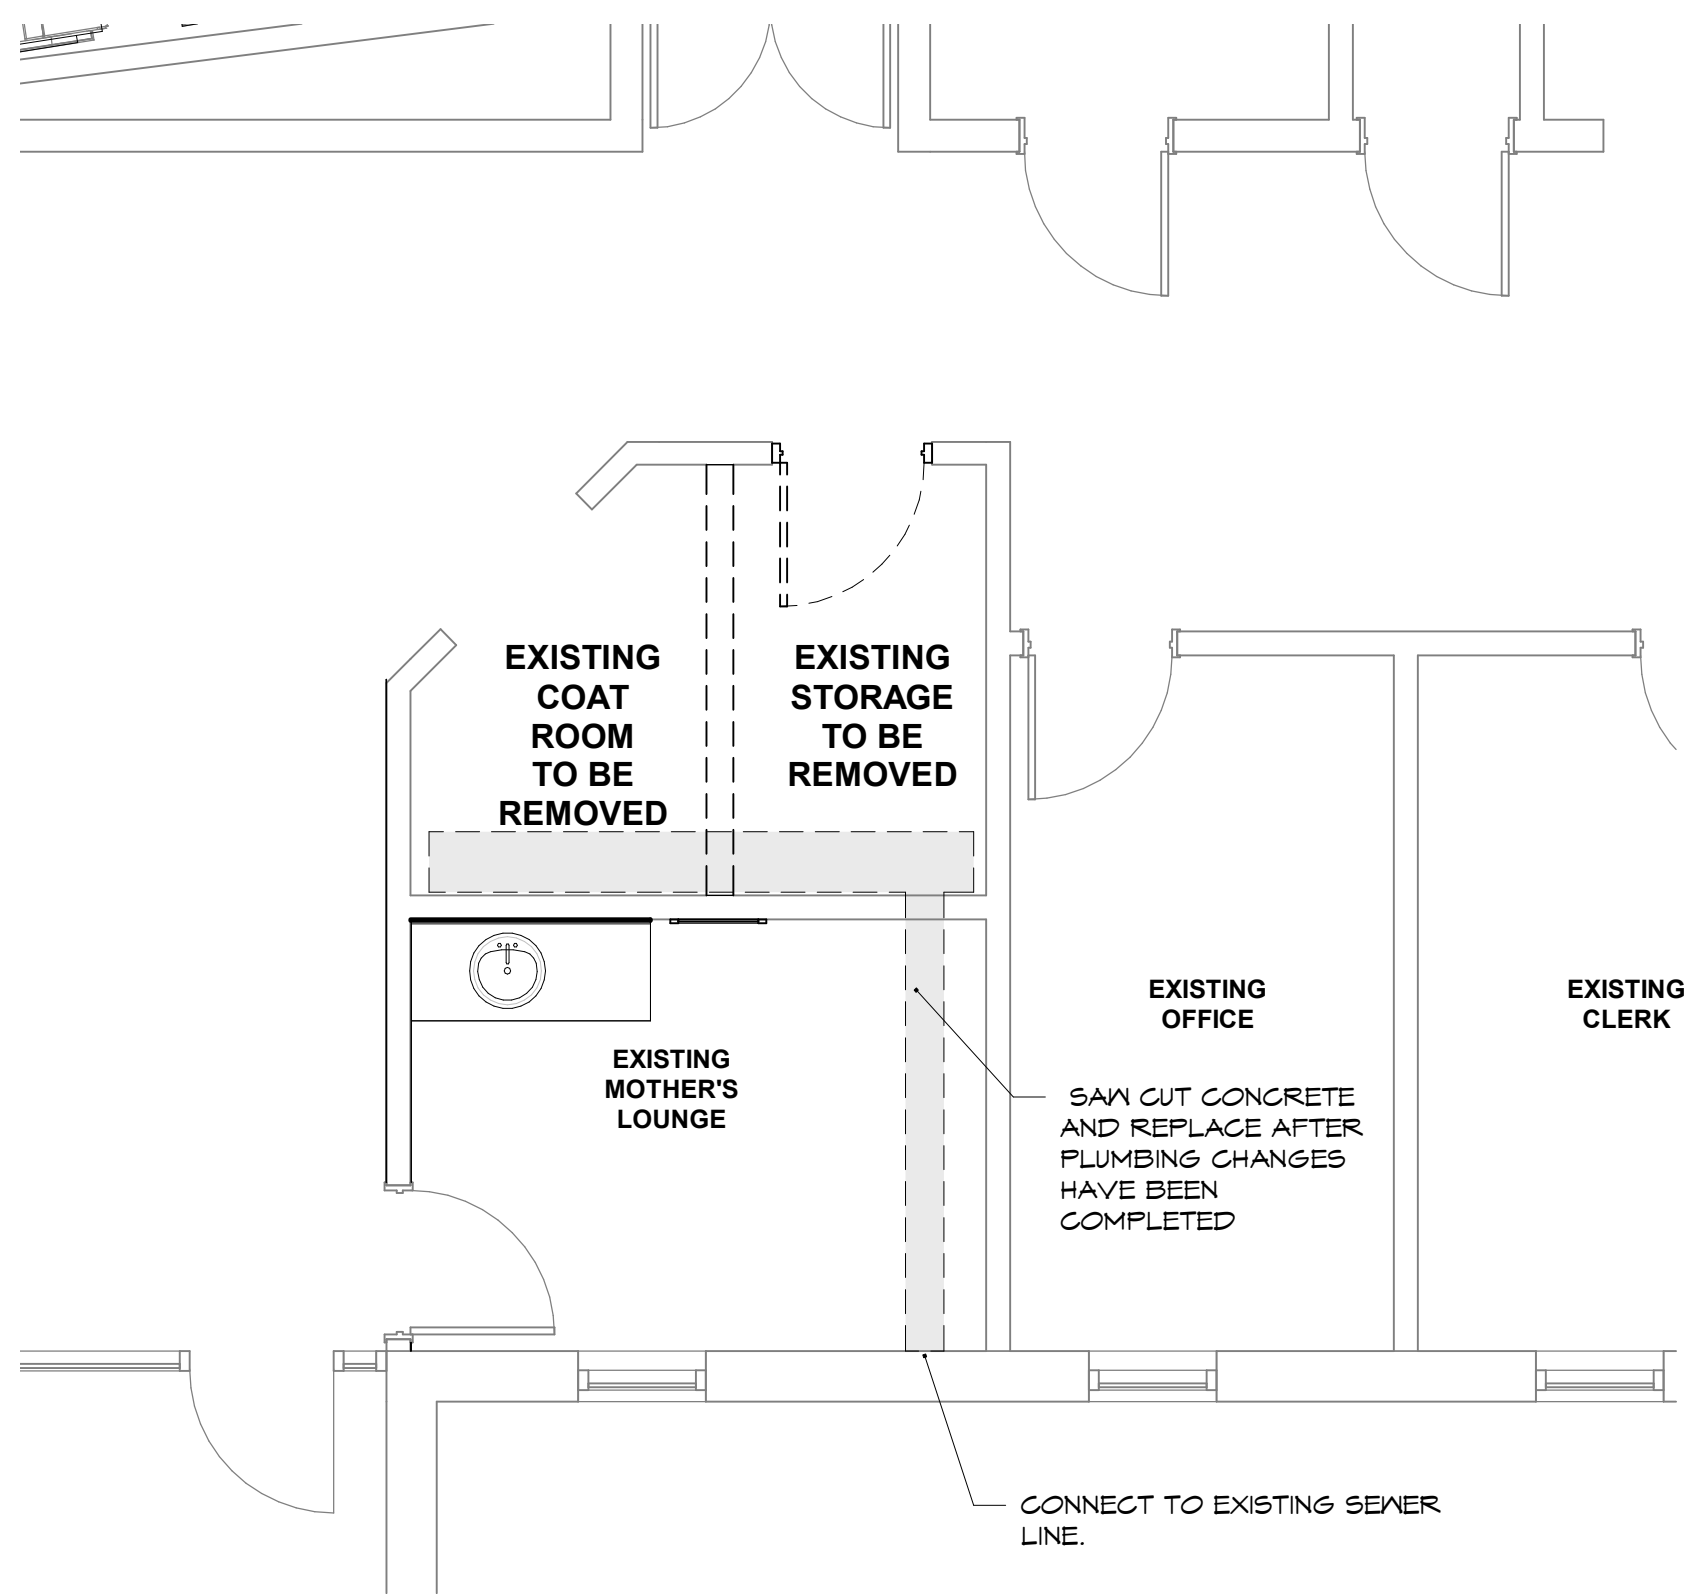 EXISTING
COAT
ROOM
TO BE
REMOVED
EXISTING
STORAGE
TO BE
REMOVED
EXISTING
OFFICE
EXISTING
CLERK
EXISTING
MOTHER'S
LOUNGE
SAW CUT CONCRETE
AND REPLACE AFTER
PLUMBING CHANGES
HAVE BEEN
COMPLETED
CONNECT TO EXISTING SEWER
LINE.